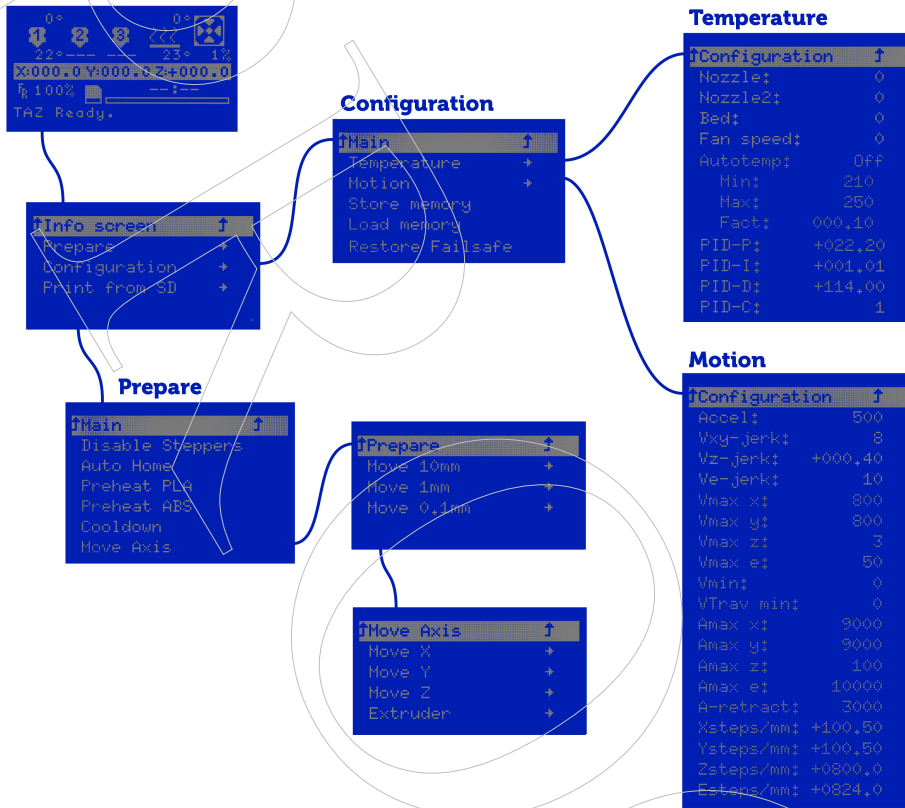 0° 0°
1 2 3
22° --- --- 23° 1%
X:000.0 Y:000.0 Z:+000.0
FR 100% --:--
TAZ Ready.
Info screen
Prepare
Configuration
Print from SD
Configuration
Main
Temperature
Motion
Store memory
Load memory
Restore Failsafe
Temperature
Configuration
Nozzle: 0
Nozzle2: 0
Bed: 0
Fan speed: 0
Autotemp: Off
Min: 210
Max: 250
Fact: 000.10
PID-P: +022.20
PID-I: +001.01
PID-D: +114.00
PID-C: 1
Prepare
Main
Disable Steppers
Auto Home
Preheat PLA
Preheat ABS
Cooldown
Move Axis
Prepare
Move 10mm
Move 1mm
Move 0.1mm
Move Axis
Move X
Move Y
Move Z
Extruder
Motion
Configuration
Accel: 500
Vxy-jerk: 8
Vz-jerk: +000.40
Ve-jerk: 10
Vmax x: 800
Vmax y: 800
Vmax z: 3
Vmax e: 50
Vmin: 0
VTrav min: 0
Amax x: 9000
Amax y: 9000
Amax z: 100
Amax e: 10000
A-retract: 3000
Xsteps/mm: +100.50
Ysteps/mm: +100.50
Zsteps/mm: +0800.0
Esteps/mm: +0824.0